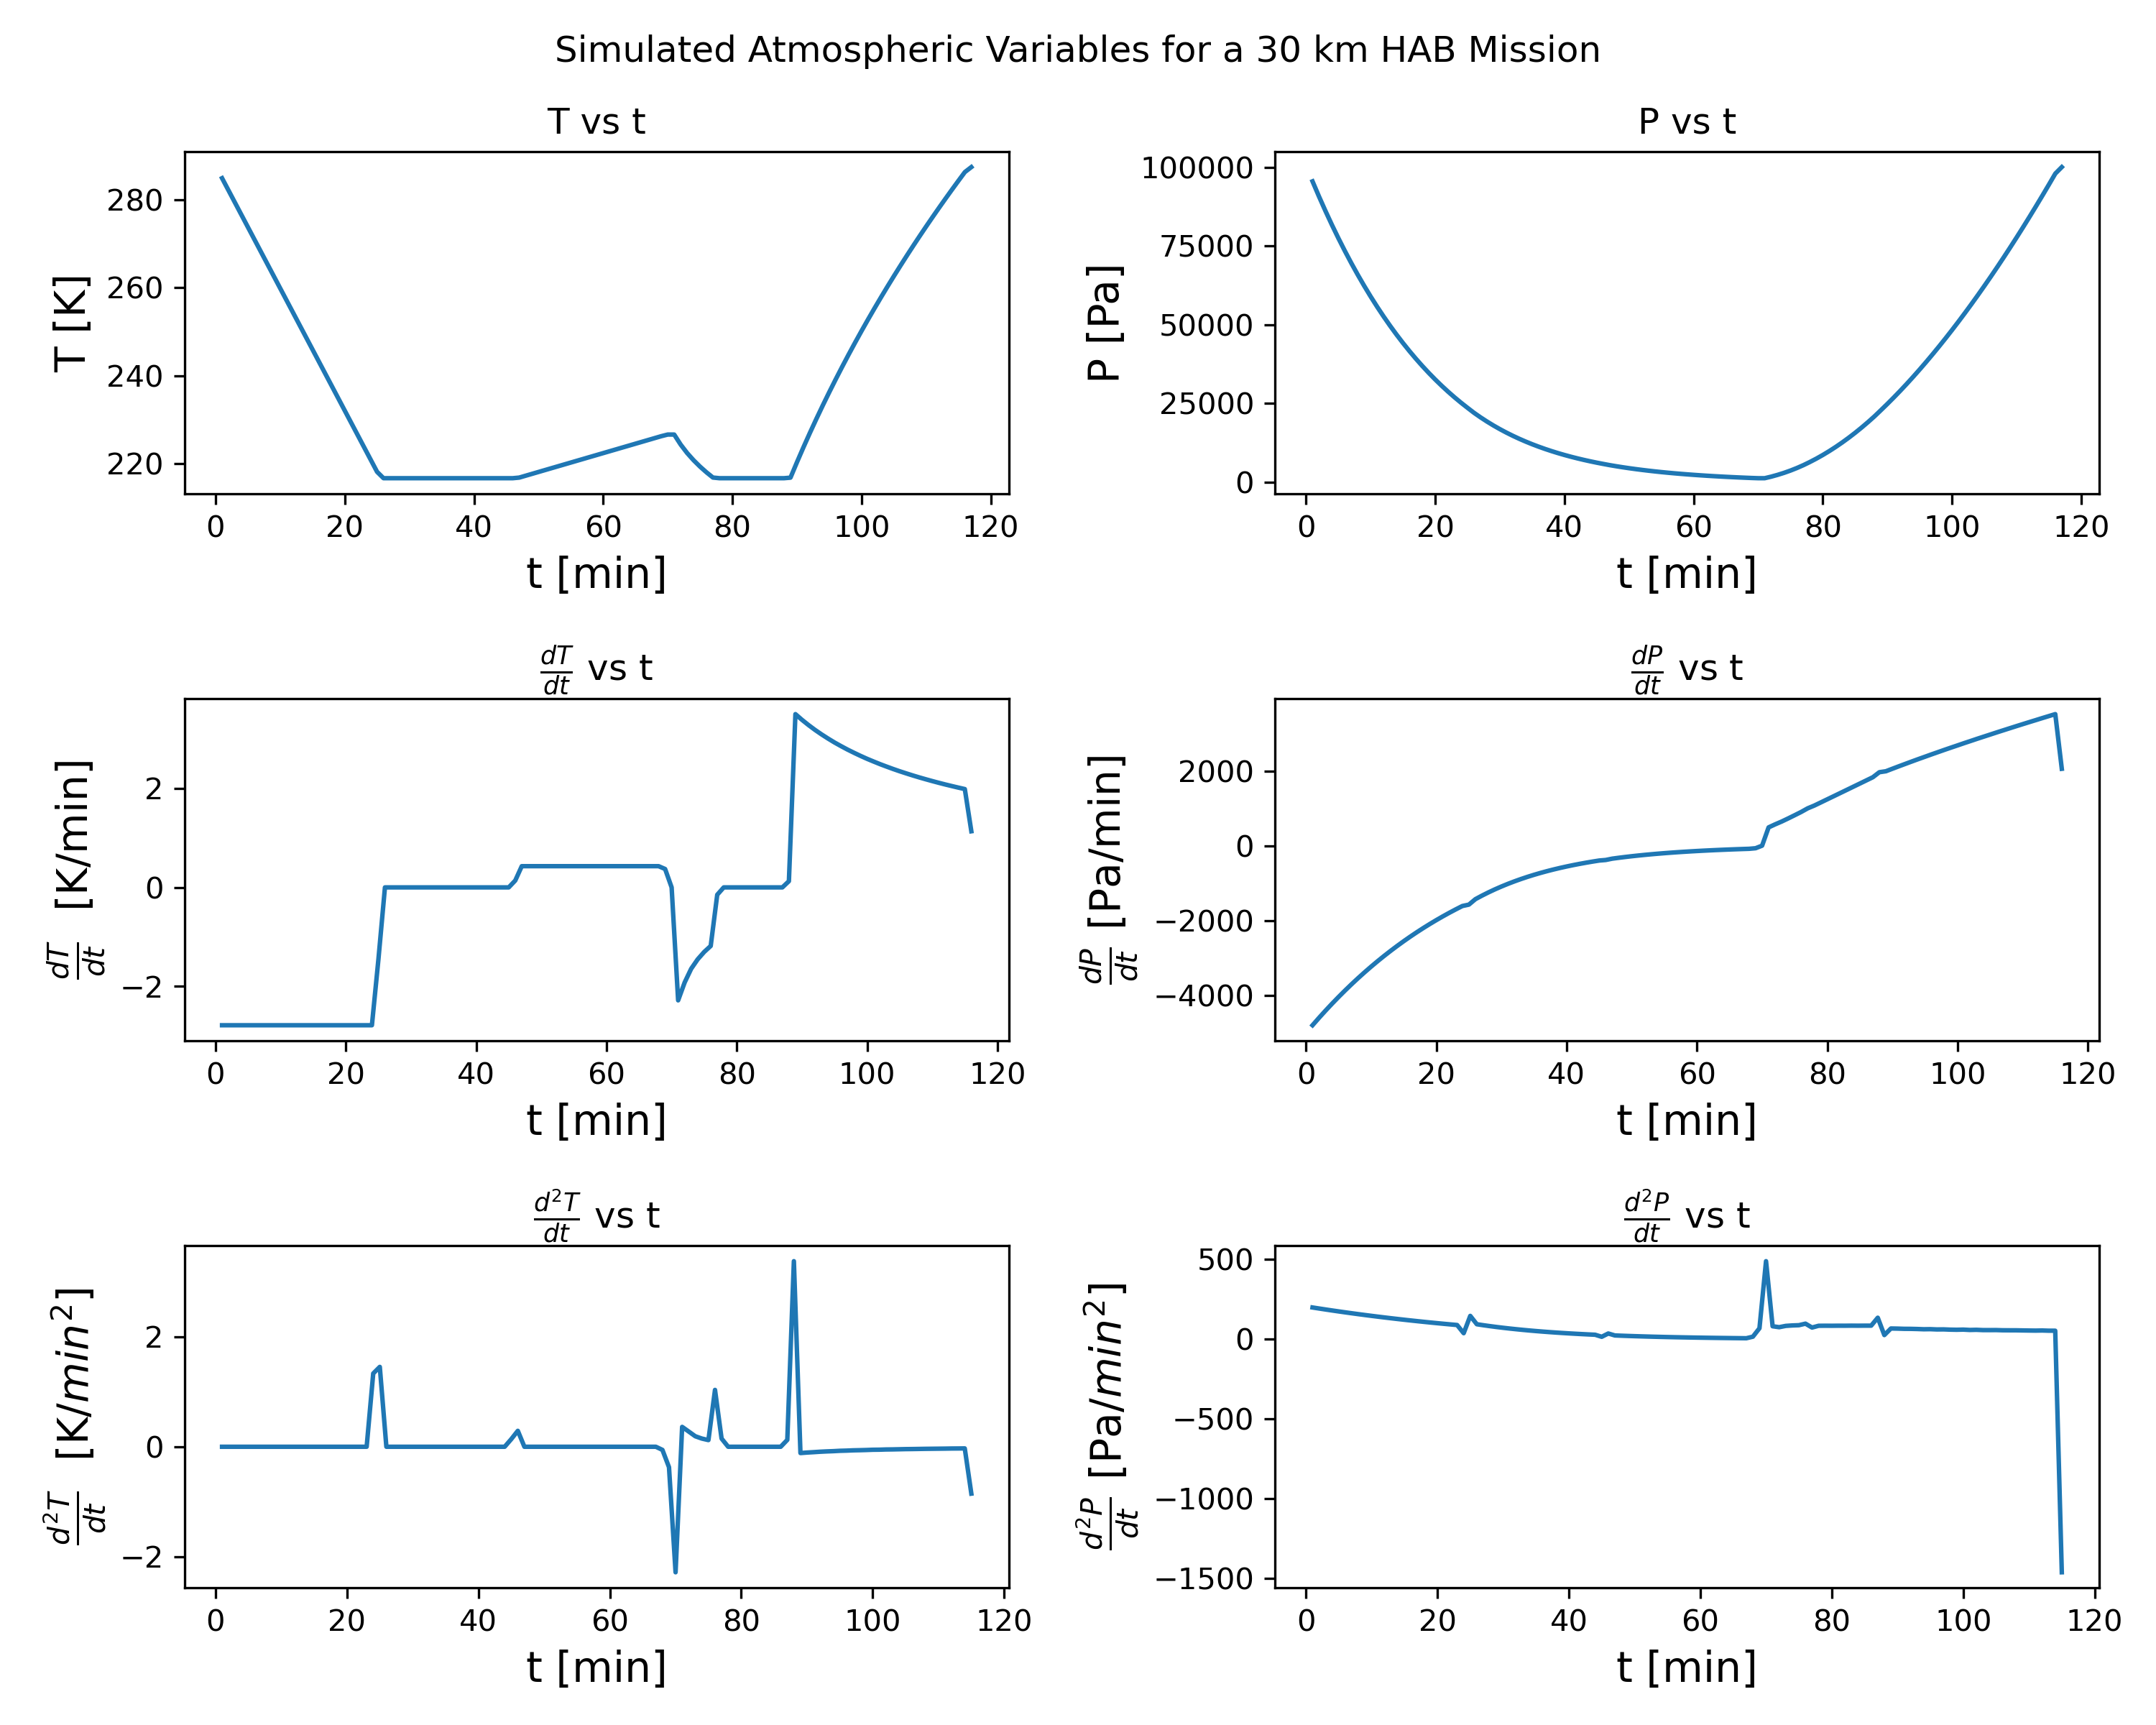 Simulated Atmospheric Variables for a 30 km HAB Mission
T vs t
T [K]
280
260
240
220
0 20 40 60 80 100 120
t [min]
P vs t
P [Pa]
100000
75000
50000
25000
0
0 20 40 60 80 100 120
t [min]
dT/dt vs t
dT/dt [K/min]
2
0
−2
0 20 40 60 80 100 120
t [min]
dP/dt vs t
dP/dt [Pa/min]
2000
0
−2000
−4000
0 20 40 60 80 100 120
t [min]
d²T/dt vs t
d²T/dt [K/min²]
2
0
−2
0 20 40 60 80 100 120
t [min]
d²P/dt vs t
d²P/dt [Pa/min²]
500
0
−500
−1000
−1500
0 20 40 60 80 100 120
t [min]